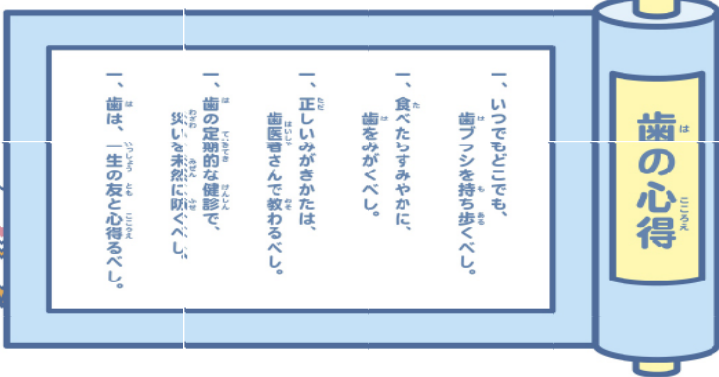 歯の心得
一、いつでもどこでも、
歯ブラシを持ち歩くべし。
一、食べたらすみやかに、
歯をみがくべし。
一、正しいみがきかたは、
歯医者さんで教わるべし。
一、歯の定期的な健診で、
災いを未然に防ぐべし。
一、歯は、一生の友と心得るべし。